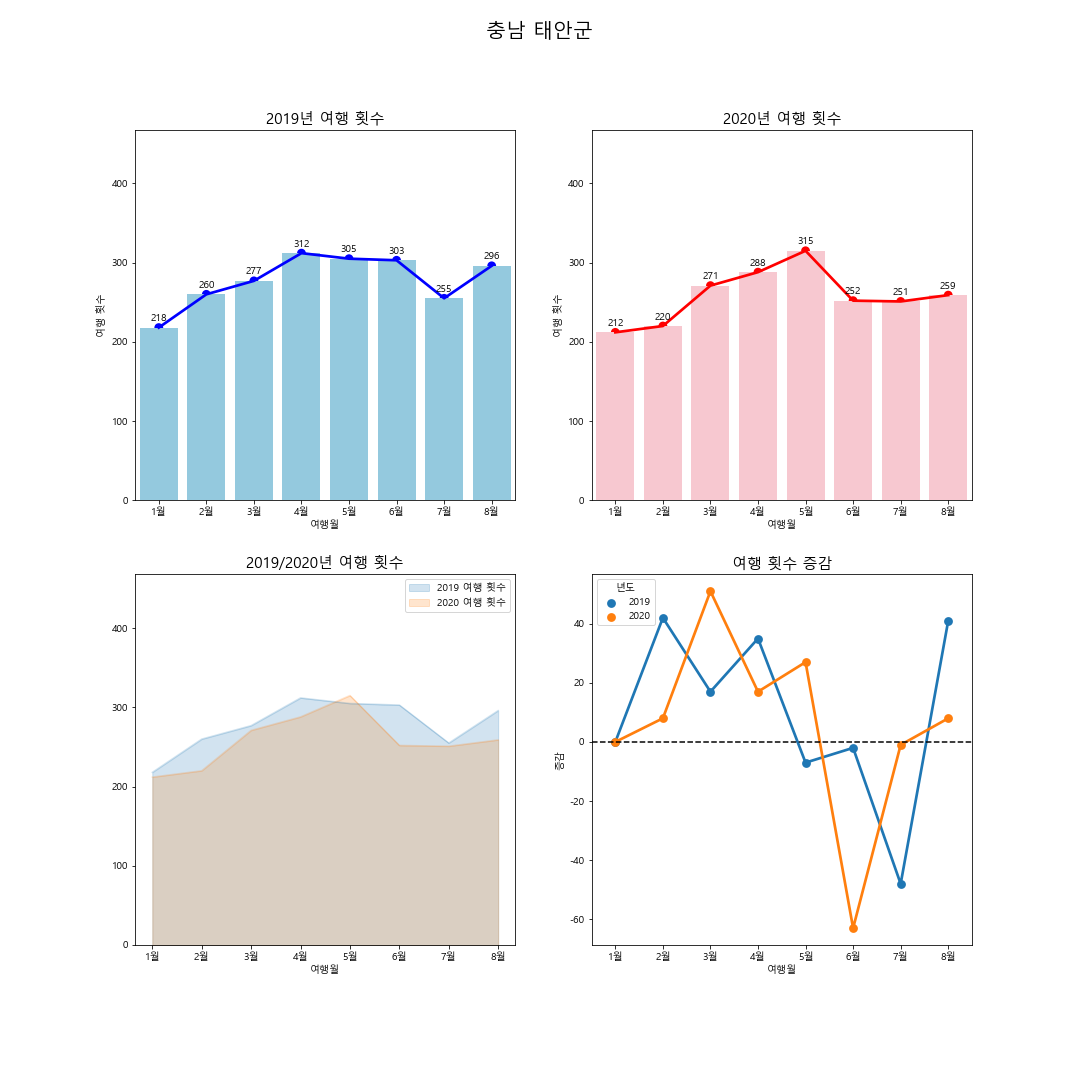 충남 태안군
2019년 여행 횟수
400
300
200
100
0
여행 횟수
218
260
277
312
305
303
255
296
1월
2월
3월
4월
5월
6월
7월
8월
여행월
2020년 여행 횟수
400
300
200
100
0
여행 횟수
212
220
271
288
315
252
251
259
1월
2월
3월
4월
5월
6월
7월
8월
여행월
2019/2020년 여행 횟수
2019 여행 횟수
2020 여행 횟수
400
300
200
100
0
1월
2월
3월
4월
5월
6월
7월
8월
여행월
여행 횟수 증감
년도
2019
2020
40
20
0
-20
-40
-60
증감
1월
2월
3월
4월
5월
6월
7월
8월
여행월